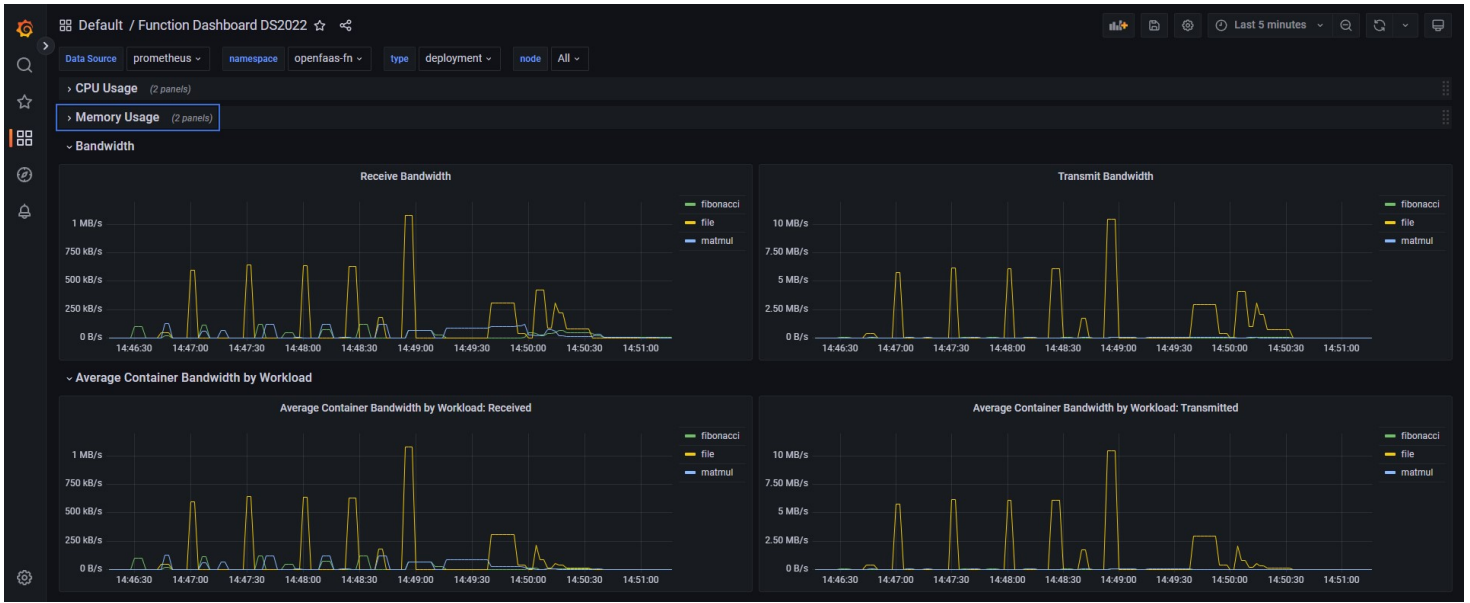 Default / Function Dashboard DS2022
Last 5 minutes
Data Source prometheus namespace openfaas-fn type deployment node All
CPU Usage (2 panels)
Memory Usage (2 panels)
Bandwidth
Receive Bandwidth
1 MB/s
750 kB/s
500 kB/s
250 kB/s
0 B/s
14:46:30 14:47:00 14:47:30 14:48:00 14:48:30 14:49:00 14:49:30 14:50:00 14:50:30 14:51:00
fibonacci
file
matmul
Transmit Bandwidth
10 MB/s
7.50 MB/s
5 MB/s
2.50 MB/s
0 B/s
14:46:30 14:47:00 14:47:30 14:48:00 14:48:30 14:49:00 14:49:30 14:50:00 14:50:30 14:51:00
fibonacci
file
matmul
Average Container Bandwidth by Workload
Average Container Bandwidth by Workload: Received
1 MB/s
750 kB/s
500 kB/s
250 kB/s
0 B/s
14:46:30 14:47:00 14:47:30 14:48:00 14:48:30 14:49:00 14:49:30 14:50:00 14:50:30 14:51:00
fibonacci
file
matmul
Average Container Bandwidth by Workload: Transmitted
10 MB/s
7.50 MB/s
5 MB/s
2.50 MB/s
0 B/s
14:46:30 14:47:00 14:47:30 14:48:00 14:48:30 14:49:00 14:49:30 14:50:00 14:50:30 14:51:00
fibonacci
file
matmul